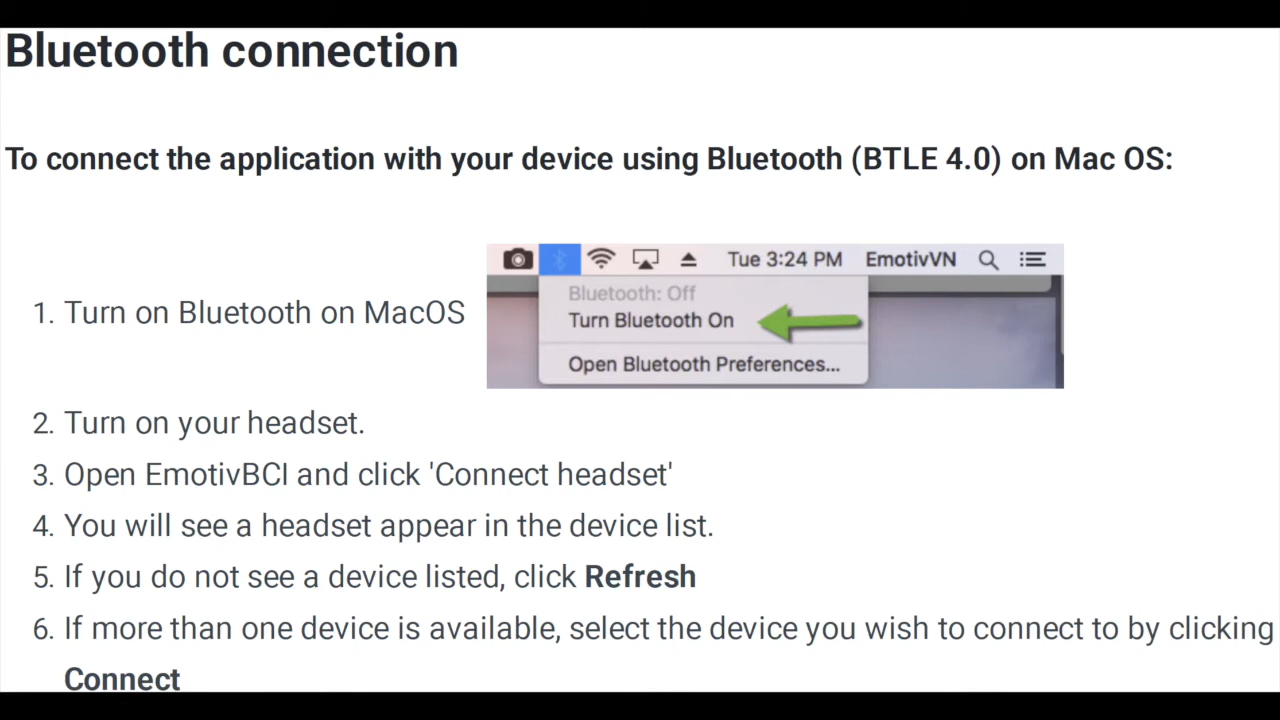 Bluetooth connection
To connect the application with your device using Bluetooth (BTLE 4.0) on Mac OS:
1. Turn on Bluetooth on MacOS
Tue 3:24 PM EmotivVN
Bluetooth: Off
Turn Bluetooth On
Open Bluetooth Preferences...
2. Turn on your headset.
3. Open EmotivBCI and click 'Connect headset'
4. You will see a headset appear in the device list.
5. If you do not see a device listed, click Refresh
6. If more than one device is available, select the device you wish to connect to by clicking
Connect